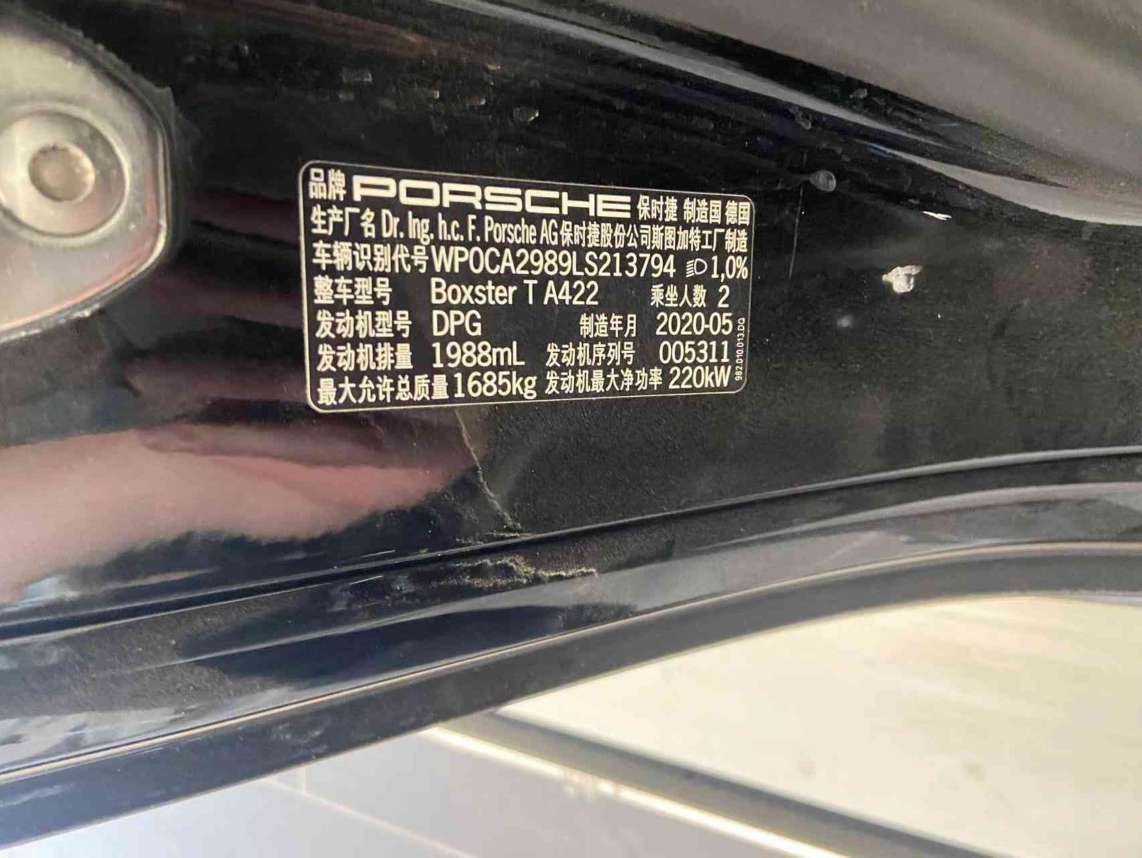 品牌 PORSCHE 保时捷 制造国 德国
生产厂名 Dr. Ing. h.c. F. Porsche AG 保时捷股份公司斯图加特工厂制造
车辆识别代号 WP0CA2989LS213794 1,0%
整车型号 Boxster T A422 乘坐人数 2
发动机型号 DPG 制造年月 2020-05
发动机排量 1988mL 发动机序列号 005311
最大允许总质量 1685kg 发动机最大净功率 220kW
982.010.013.DG